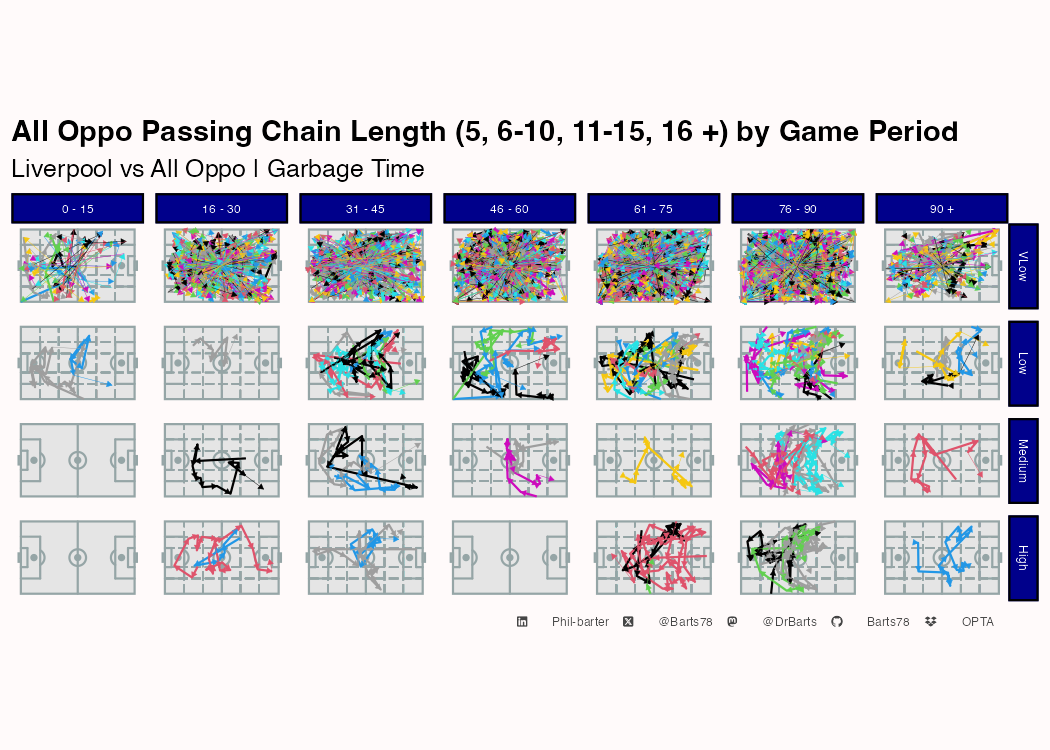 All Oppo Passing Chain Length (5, 6-10, 11-15, 16 +) by Game Period
Liverpool vs All Oppo I Garbage Time
0 - 15 16 - 30 31 - 45 46 - 60 61 - 75 76 - 90 90 +
VLow
Low
Medium
High
Phil-barter @Barts78 @DrBarts Barts78 OPTA